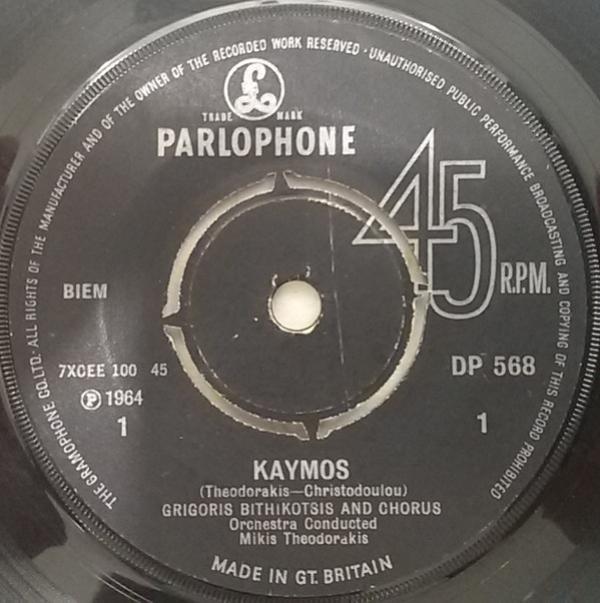 THE GRAMOPHONE CO. LTD. ALL RIGHTS OF THE MANUFACTURER AND OF THE OWNER OF THE RECORDED WORK RESERVED · UNAUTHORISED PUBLIC PERFORMANCE BROADCASTING AND COPYING OF THIS RECORD PROHIBITED
£
TRADE MARK
PARLOPHONE
45 R.P.M.
BIEM
7XCEE 100 45
DP 568
Ⓟ 1964
1
1
KAYMOS
(Theodorakis—Christodoulou)
GRIGORIS BITHiKOTSIS AND CHORUS
Orchestra Conducted
Mikis Theodorakis
MADE IN GT. BRITAIN